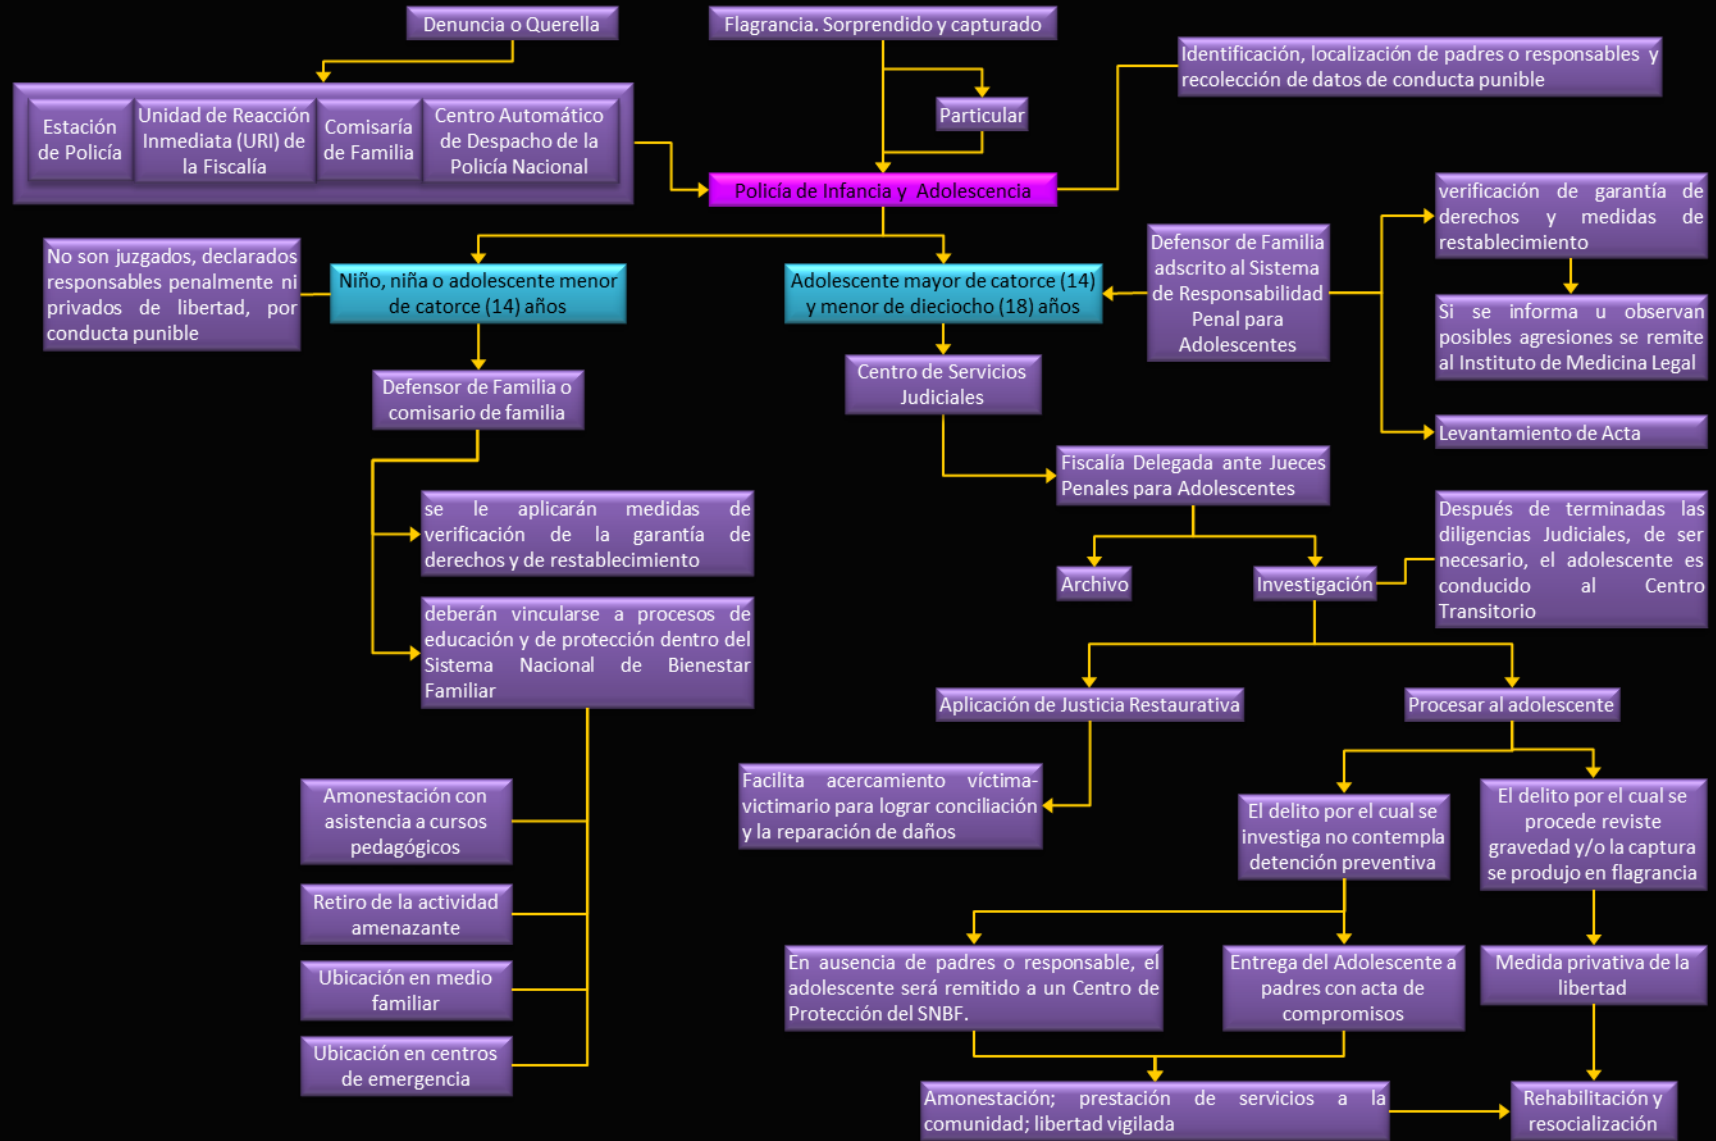 Denuncia o Querella
Flagrancia. Sorprendido y capturado
Identificación, localización de padres o responsables y
recolección de datos de conducta punible
Estación
de Policía
Unidad de Reacción
Inmediata (URI) de
la Fiscalía
Comisaría
de Familia
Centro Automático
de Despacho de la
Policía Nacional
Particular
Policía de Infancia y Adolescencia
No son juzgados, declarados
responsables penalmente ni
privados de libertad, por
conducta punible
Niño, niña o adolescente menor
de catorce (14) años
Adolescente mayor de catorce (14)
y menor de dieciocho (18) años
Defensor de Familia
adscrito al Sistema
de Responsabilidad
Penal para
Adolescentes
verificación de garantía de
derechos y medidas de
restablecimiento
Si se informa u observan
posibles agresiones se remite
al Instituto de Medicina Legal
Levantamiento de Acta
Defensor de Familia o
comisario de familia
Centro de Servicios
Judiciales
Fiscalía Delegada ante Jueces
Penales para Adolescentes
se le aplicarán medidas de
verificación de la garantía de
derechos y de restablecimiento
Archivo
Investigación
Después de terminadas las
diligencias Judiciales, de ser
necesario, el adolescente es
conducido al Centro
Transitorio
deberán vincularse a procesos de
educación y de protección dentro del
Sistema Nacional de Bienestar
Familiar
Aplicación de Justicia Restaurativa
Procesar al adolescente
Amonestación con
asistencia a cursos
pedagógicos
Retiro de la actividad
amenazante
Ubicación en medio
familiar
Ubicación en centros
de emergencia
Facilita acercamiento víctima-
victimario para lograr conciliación
y la reparación de daños
El delito por el cual se
investiga no contempla
detención preventiva
El delito por el cual se
procede reviste
gravedad y/o la captura
se produjo en flagrancia
En ausencia de padres o responsable, el
adolescente será remitido a un Centro de
Protección del SNBF.
Entrega del Adolescente a
padres con acta de
compromisos
Medida privativa de la
libertad
Amonestación; prestación de servicios a la
comunidad; libertad vigilada
Rehabilitación y
resocialización